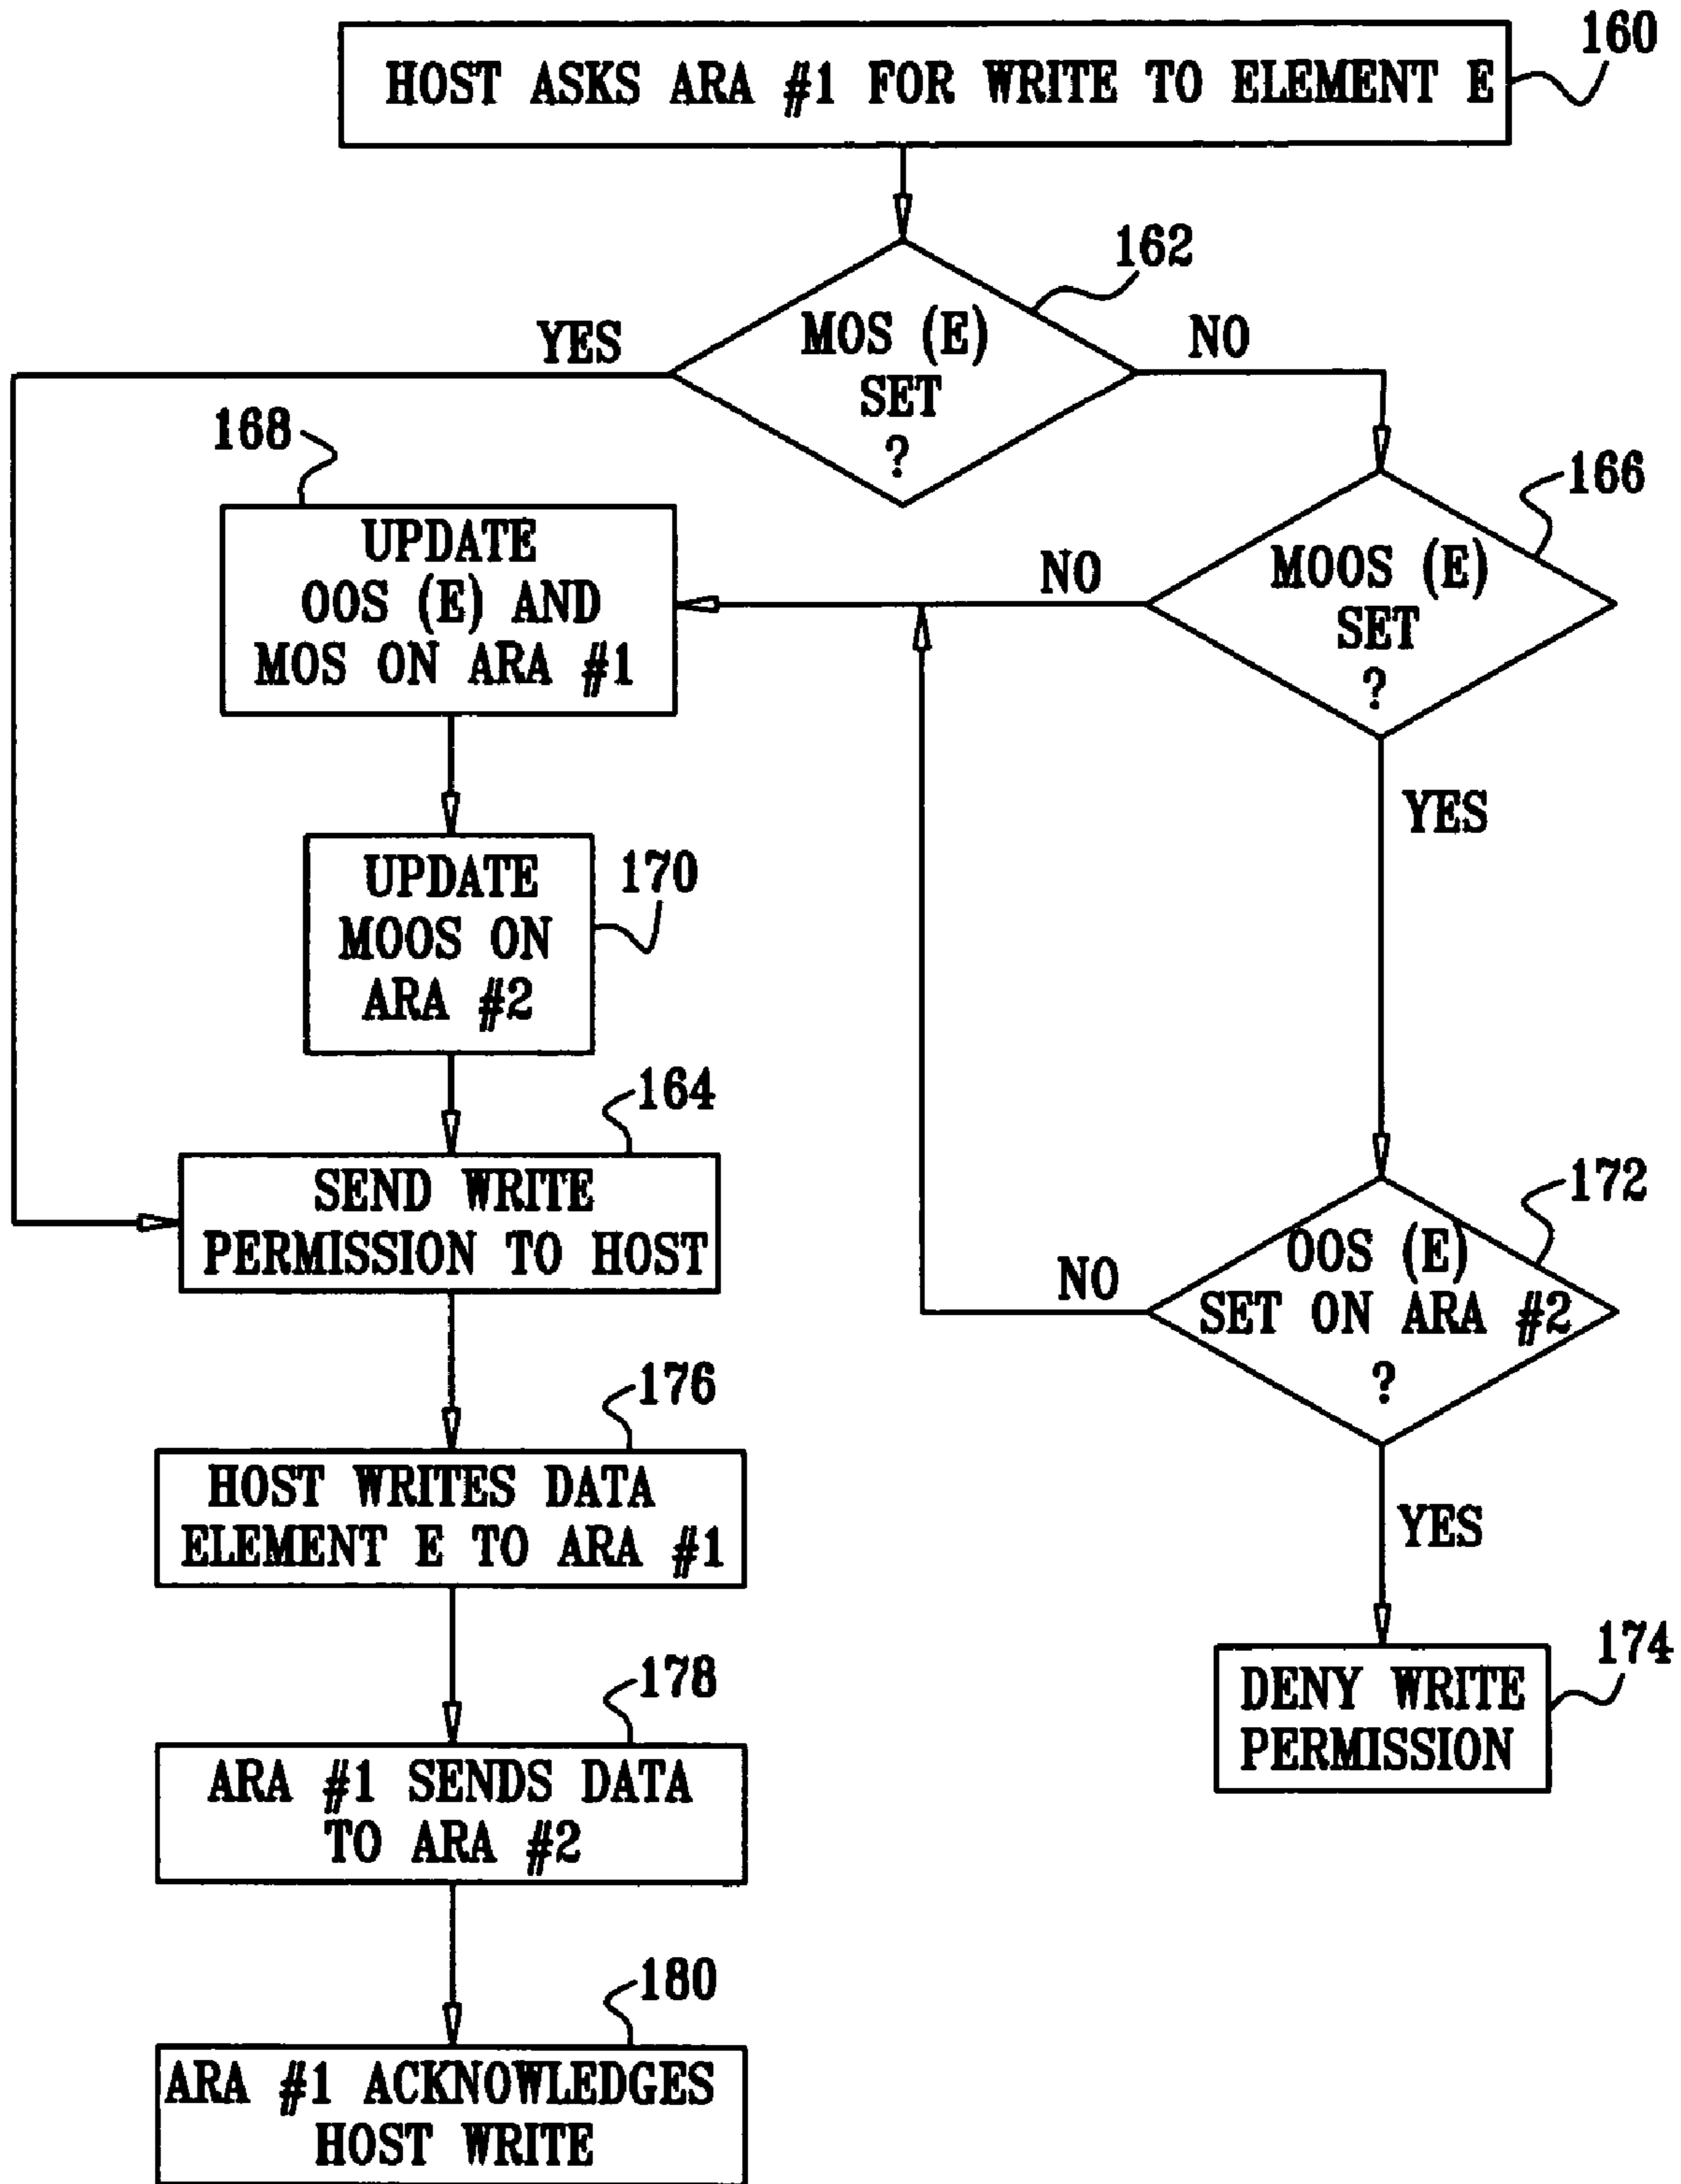 160
HOST ASKS ARA #1 FOR WRITE TO ELEMENT E
162
MOS (E)
SET
?
YES
NO
168
UPDATE
OOS (E) AND
MOS ON ARA #1
166
MOOS (E)
SET
?
NO
YES
170
UPDATE
MOOS ON
ARA #2
164
SEND WRITE
PERMISSION TO HOST
172
OOS (E)
SET ON ARA #2
?
NO
YES
176
HOST WRITES DATA
ELEMENT E TO ARA #1
174
DENY WRITE
PERMISSION
178
ARA #1 SENDS DATA
TO ARA #2
180
ARA #1 ACKNOWLEDGES
HOST WRITE